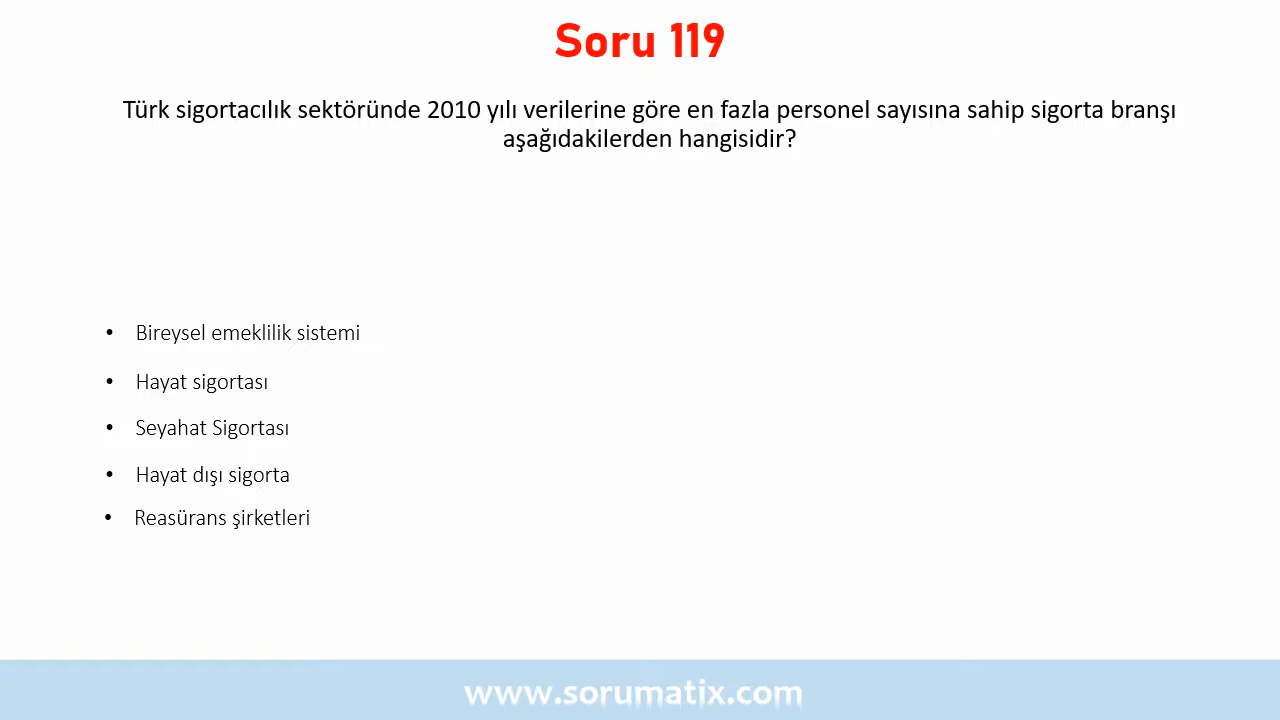 Soru 119
Türk sigortacılık sektöründe 2010 yılı verilerine göre en fazla personel sayısına sahip sigorta branşı
aşağıdakilerden hangisidir?
• Bireysel emeklilik sistemi
• Hayat sigortası
• Seyahat Sigortası
• Hayat dışı sigorta
• Reasürans şirketleri
www.sorumatix.com